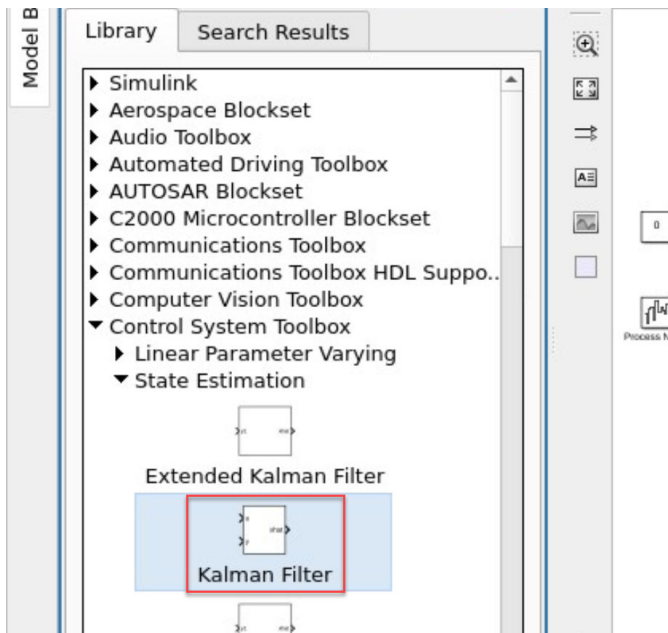 Model B
Library
Search Results
Simulink
Aerospace Blockset
Audio Toolbox
Automated Driving Toolbox
AUTOSAR Blockset
C2000 Microcontroller Blockset
Communications Toolbox
Communications Toolbox HDL Suppo..
Computer Vision Toolbox
Control System Toolbox
Linear Parameter Varying
State Estimation
Extended Kalman Filter
Kalman Filter
0
Process N